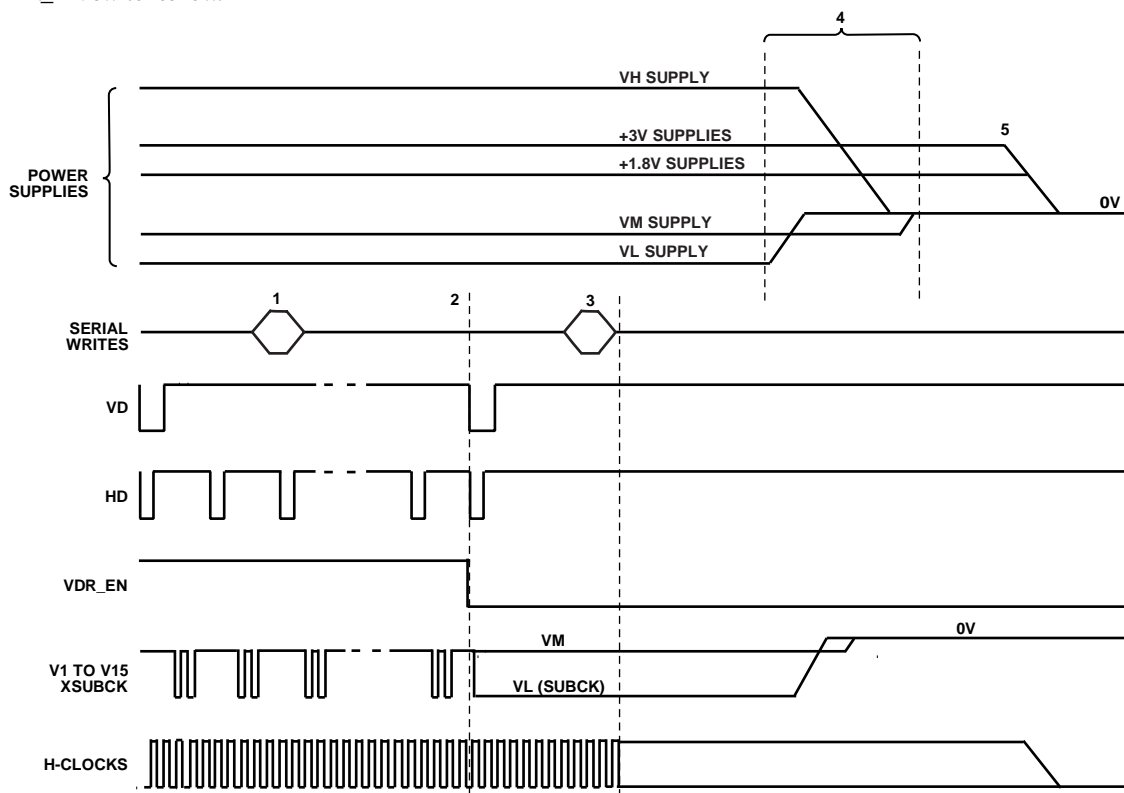 4
VH SUPPLY
+3V SUPPLIES
5
+1.8V SUPPLIES
POWER
SUPPLIES
0V
VM SUPPLY
VL SUPPLY
1
2
3
SERIAL
WRITES
VD
HD
VDR_EN
VM
0V
V1 TO V15
XSUBCK
VL (SUBCK)
H-CLOCKS